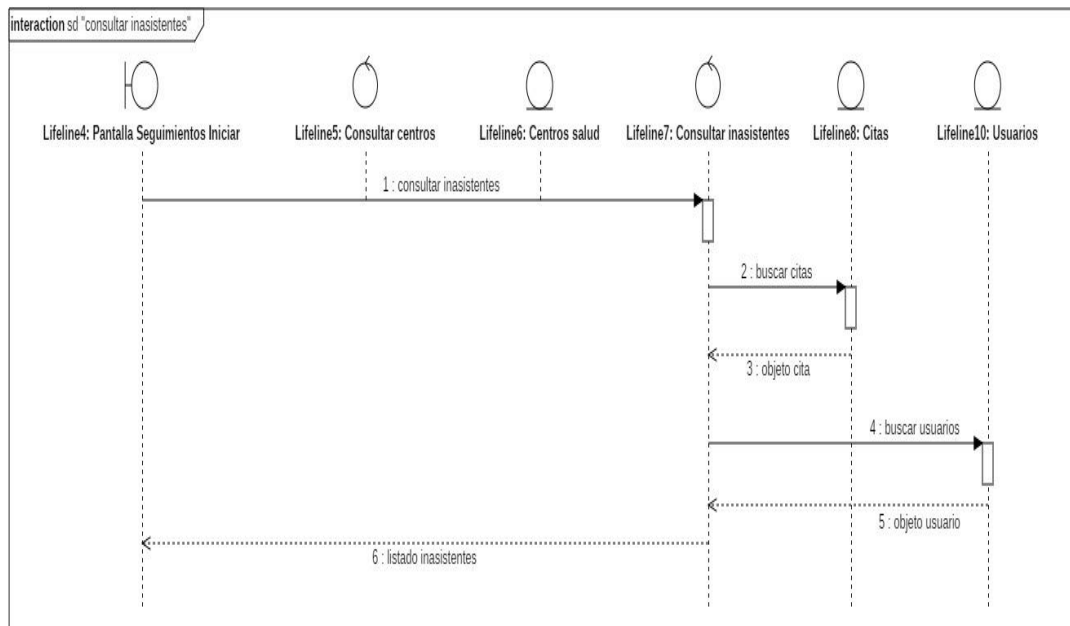 interaction sd "consultar inasistentes"
Lifeline4: Pantalla Seguimientos Iniciar
Lifeline5: Consultar centros
Lifeline6: Centros salud
Lifeline7: Consultar inasistentes
Lifeline8: Citas
Lifeline10: Usuarios
1 : consultar inasistentes
2 : buscar citas
3 : objeto cita
4 : buscar usuarios
5 : objeto usuario
6 : listado inasistentes